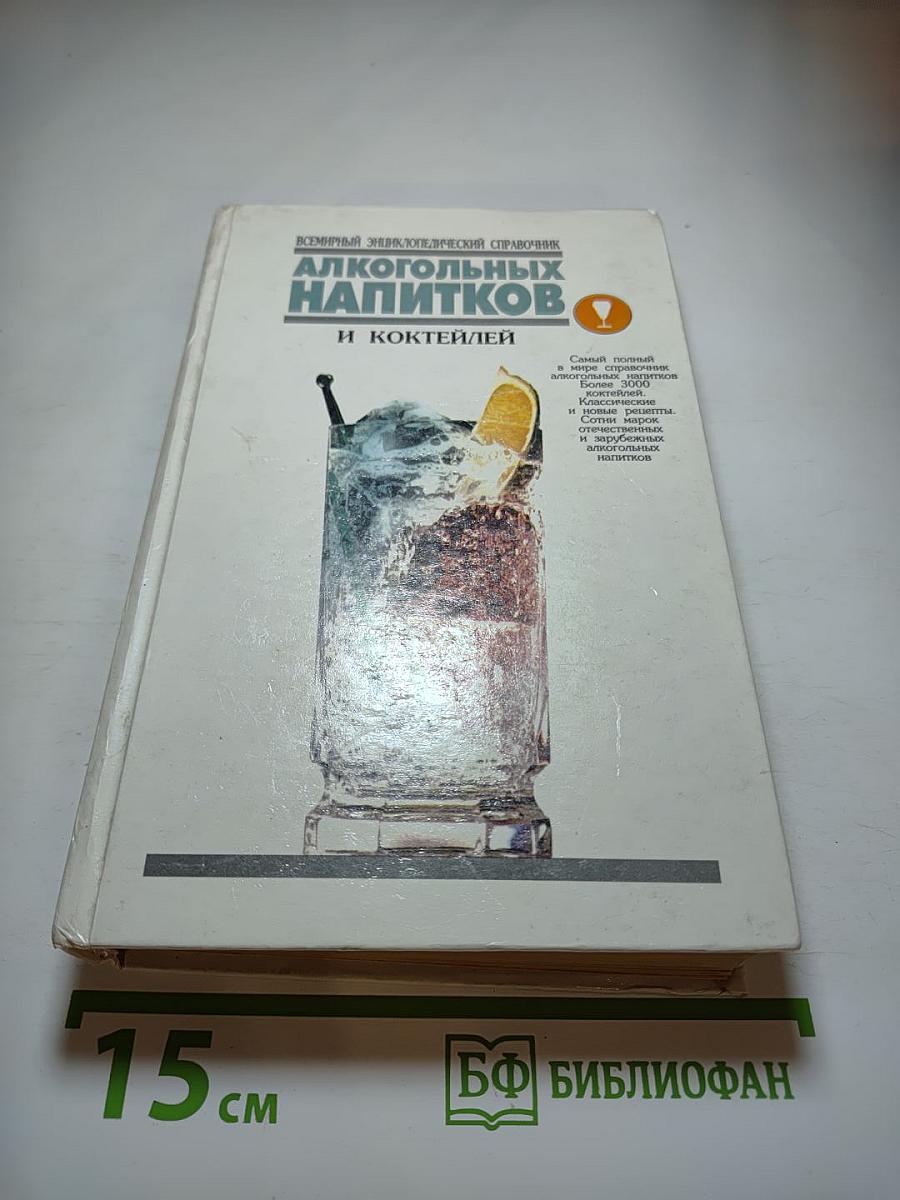 ВСЕМИРНЫЙ ЭНЦИКЛОПЕДИЧЕСКИЙ СПРАВОЧНИК
АЛКОГОЛЬНЫХ
НАПИТКОВ
И КОКТЕЙЛЕЙ
Самый полный
в мире справочник
алкогольных напитков
Более 3000
коктейлей.
Классические
и новые рецепты.
Сотни марок
отечественных
и зарубежных
алкогольных
напитков
15 см
БФ БИБЛИОФАН